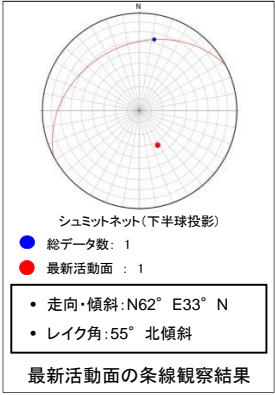 N
シュミットネット(下半球投影)
総データ数: 1
最新活動面 : 1
• 走向・傾斜:N62°E33°N
• レイク角:55°北傾斜
最新活動面の条線観察結果